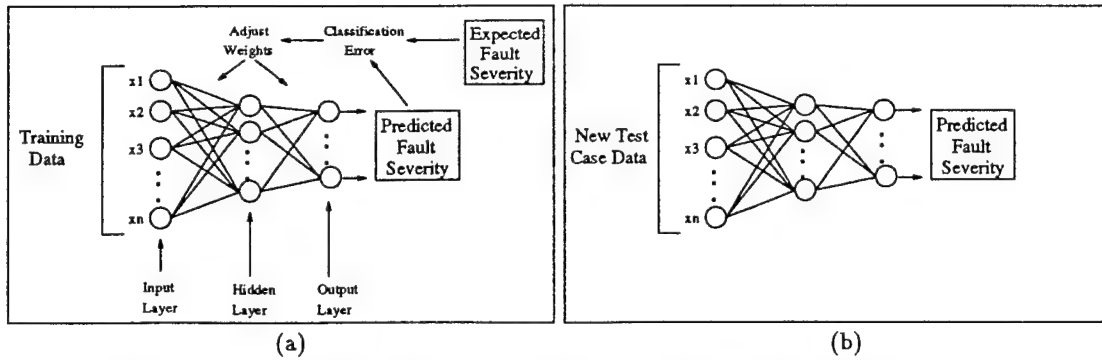 Adjust
Weights
Classification
Error
Expected
Fault
Severity
Training
Data
x1
x2
x3
xn
Predicted
Fault
Severity
Input
Layer
Hidden
Layer
Output
Layer
(a)
New Test
Case Data
x1
x2
x3
xn
Predicted
Fault
Severity
(b)